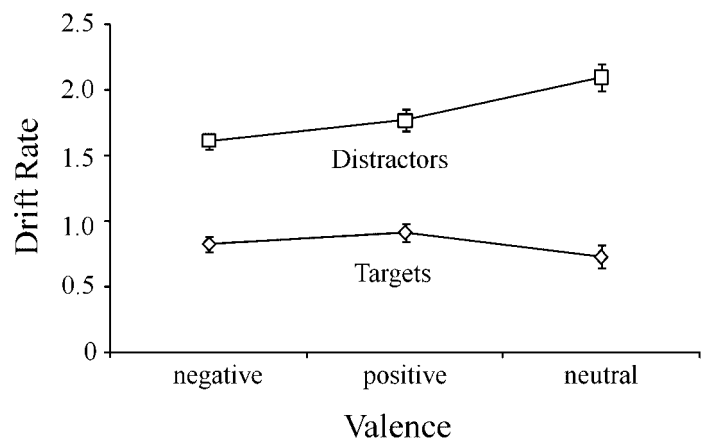 2.5
2.0
1.5
1.0
0.5
0
Drift Rate
Distractors
Targets
negative positive neutral
Valence